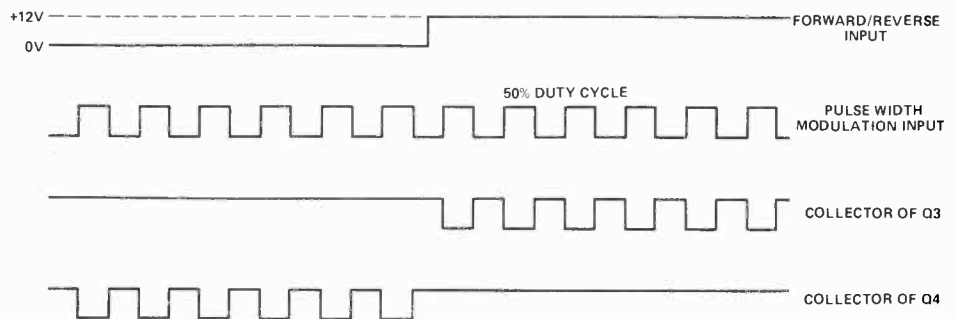 +12V
FORWARD/REVERSE
INPUT
0V
50% DUTY CYCLE
PULSE WIDTH
MODULATION INPUT
COLLECTOR OF Q3
COLLECTOR OF Q4